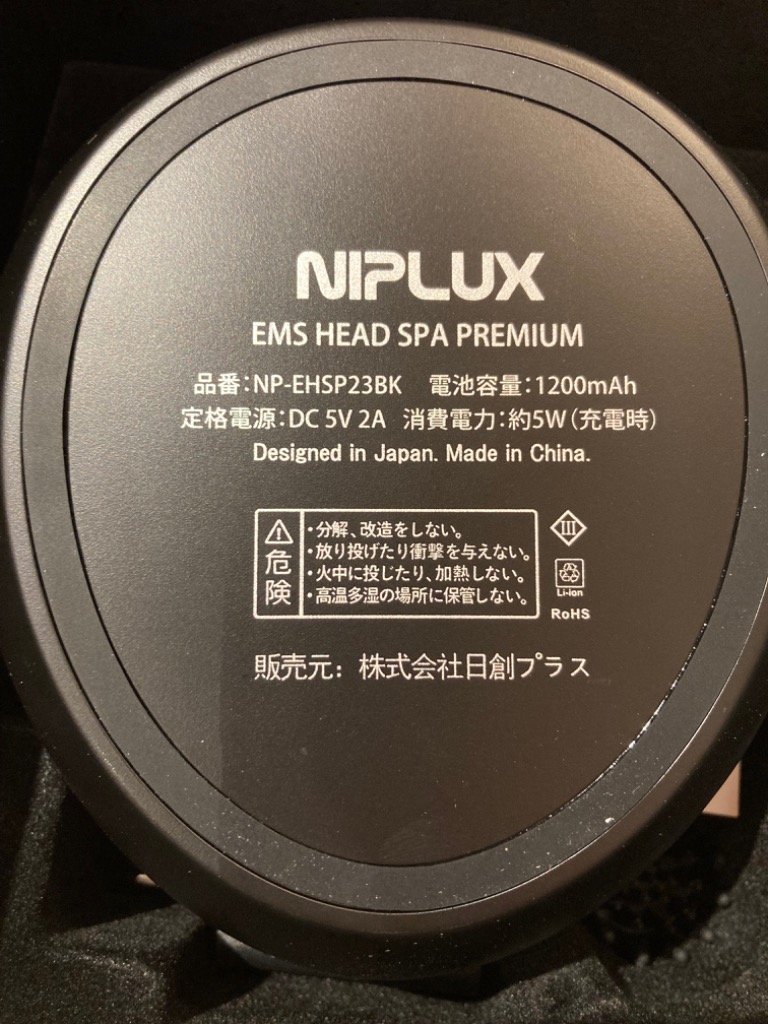 NIPLUX
EMS HEAD SPA PREMIUM
品番：NP-EHSP23BK 電池容量：1200mAh
定格電源：DC 5V 2A 消費電力：約5W（充電時）
Designed in Japan. Made in China.
危険
・分解、改造をしない。
・放り投げたり衝撃を与えない。
・火中に投じたり、加熱しない。
・高温多湿の場所に保管しない。
III
Li-ion
RoHS
販売元：株式会社日創プラス